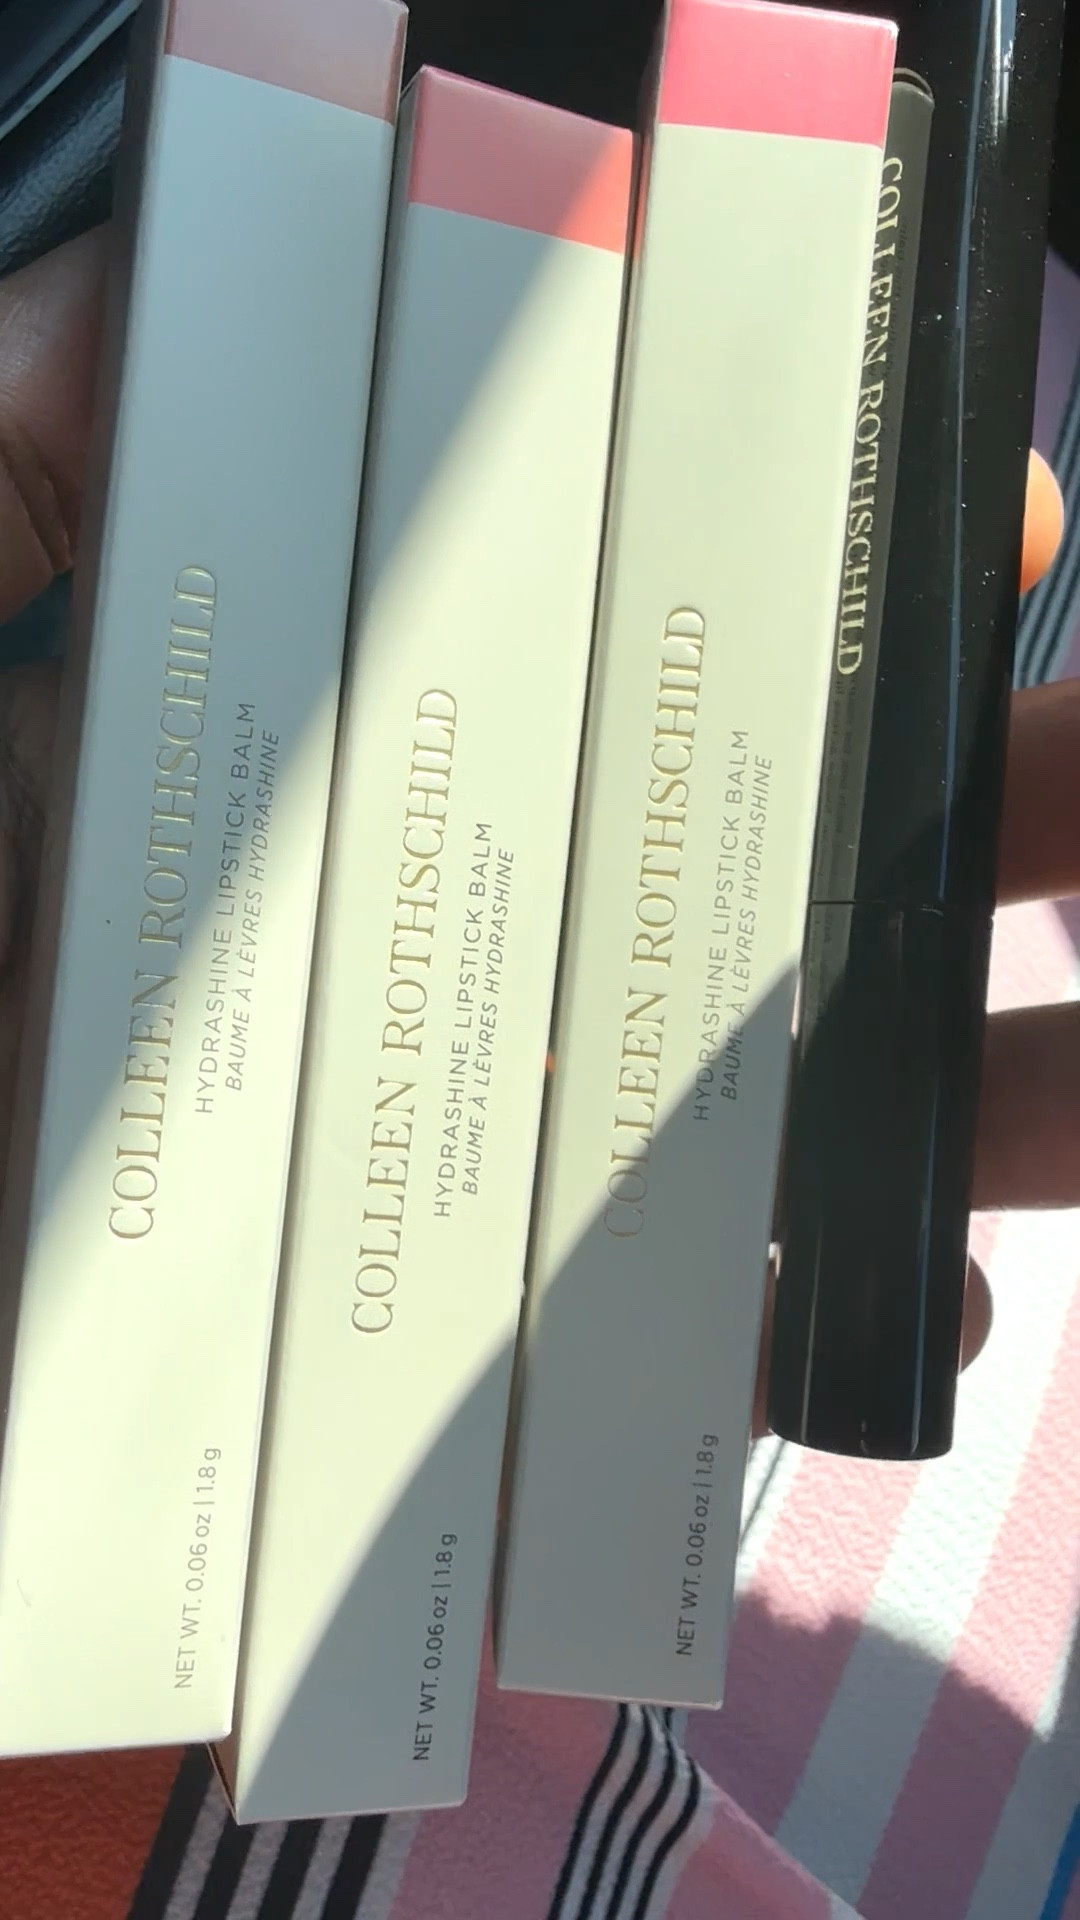 COLLEEN ROTHSCHILD
HYDRASHINE LIPSTICK BALM
BAUME À LÈVRES HYDRASHINE
NET WT. 0.06 oz | 1.8 g
COLLEEN ROTHSCHILD
HYDRASHINE LIPSTICK BALM
BAUME À LÈVRES HYDRASHINE
NET WT. 0.06 oz | 1.8 g
COLLEEN ROTHSCHILD
HYDRASHINE LIPSTICK BALM
BAUME À LÈVRES HYDRASHINE
NET WT. 0.06 oz | 1.8 g
COLLEEN ROTHSCHILD